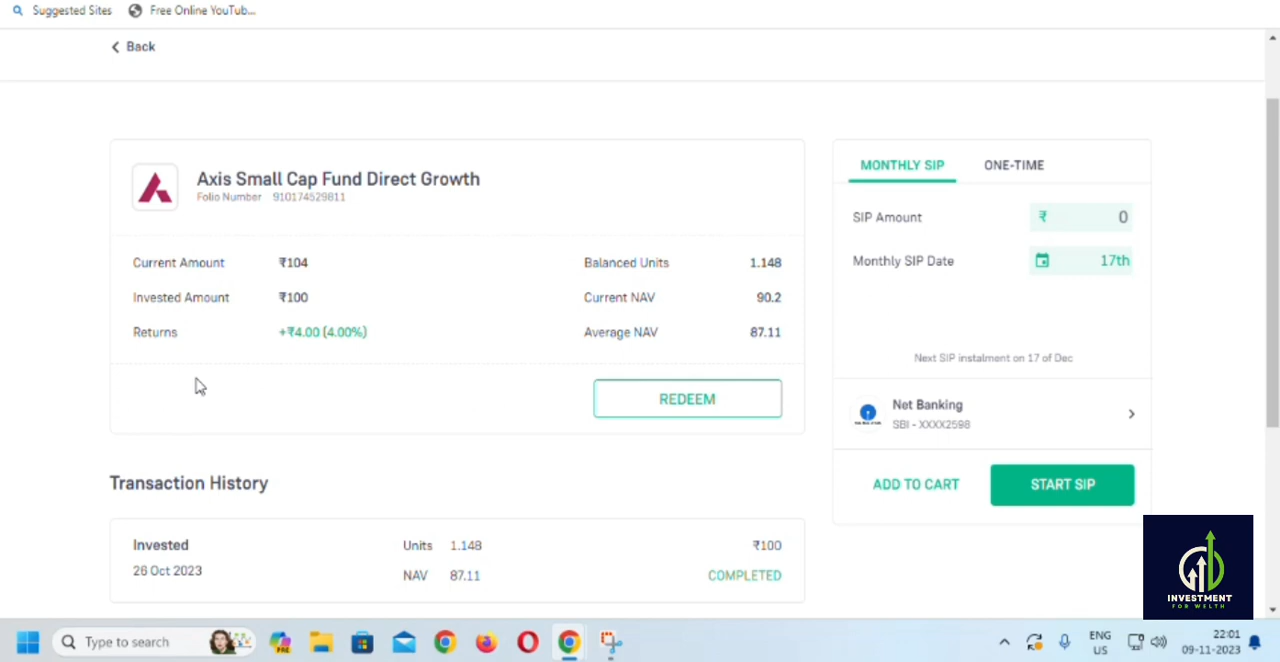 Suggested Sites Free Online YouTub...
Back
Axis Small Cap Fund Direct Growth
Folio Number 910174529811
Current Amount ₹104
Balanced Units 1.148
Invested Amount ₹100
Current NAV 90.2
Returns +₹4.00 (4.00%)
Average NAV 87.11
REDEEM
Transaction History
Invested Units 1.148 ₹100
26 Oct 2023 NAV 87.11 COMPLETED
MONTHLY SIP ONE-TIME
SIP Amount ₹ 0
Monthly SIP Date 17th
Next SIP instalment on 17 of Dec
Net Banking
SBI - XXXX2598
ADD TO CART START SIP
INVESTMENT
FOR WELTH
Type to search
PRE
ENG
US
22:01
09-11-2023